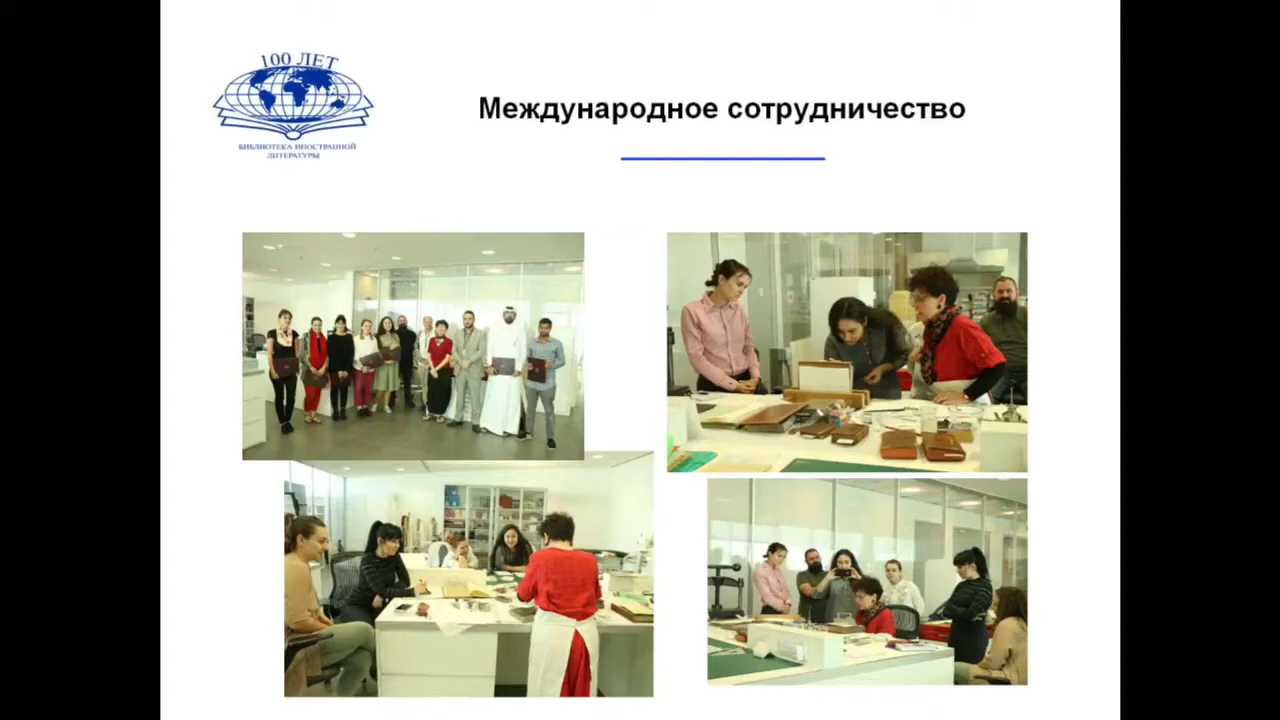 100 ЛЕТ
БИБЛИОТЕКА ИНОСТРАННОЙ
ЛИТЕРАТУРЫ
Международное сотрудничество